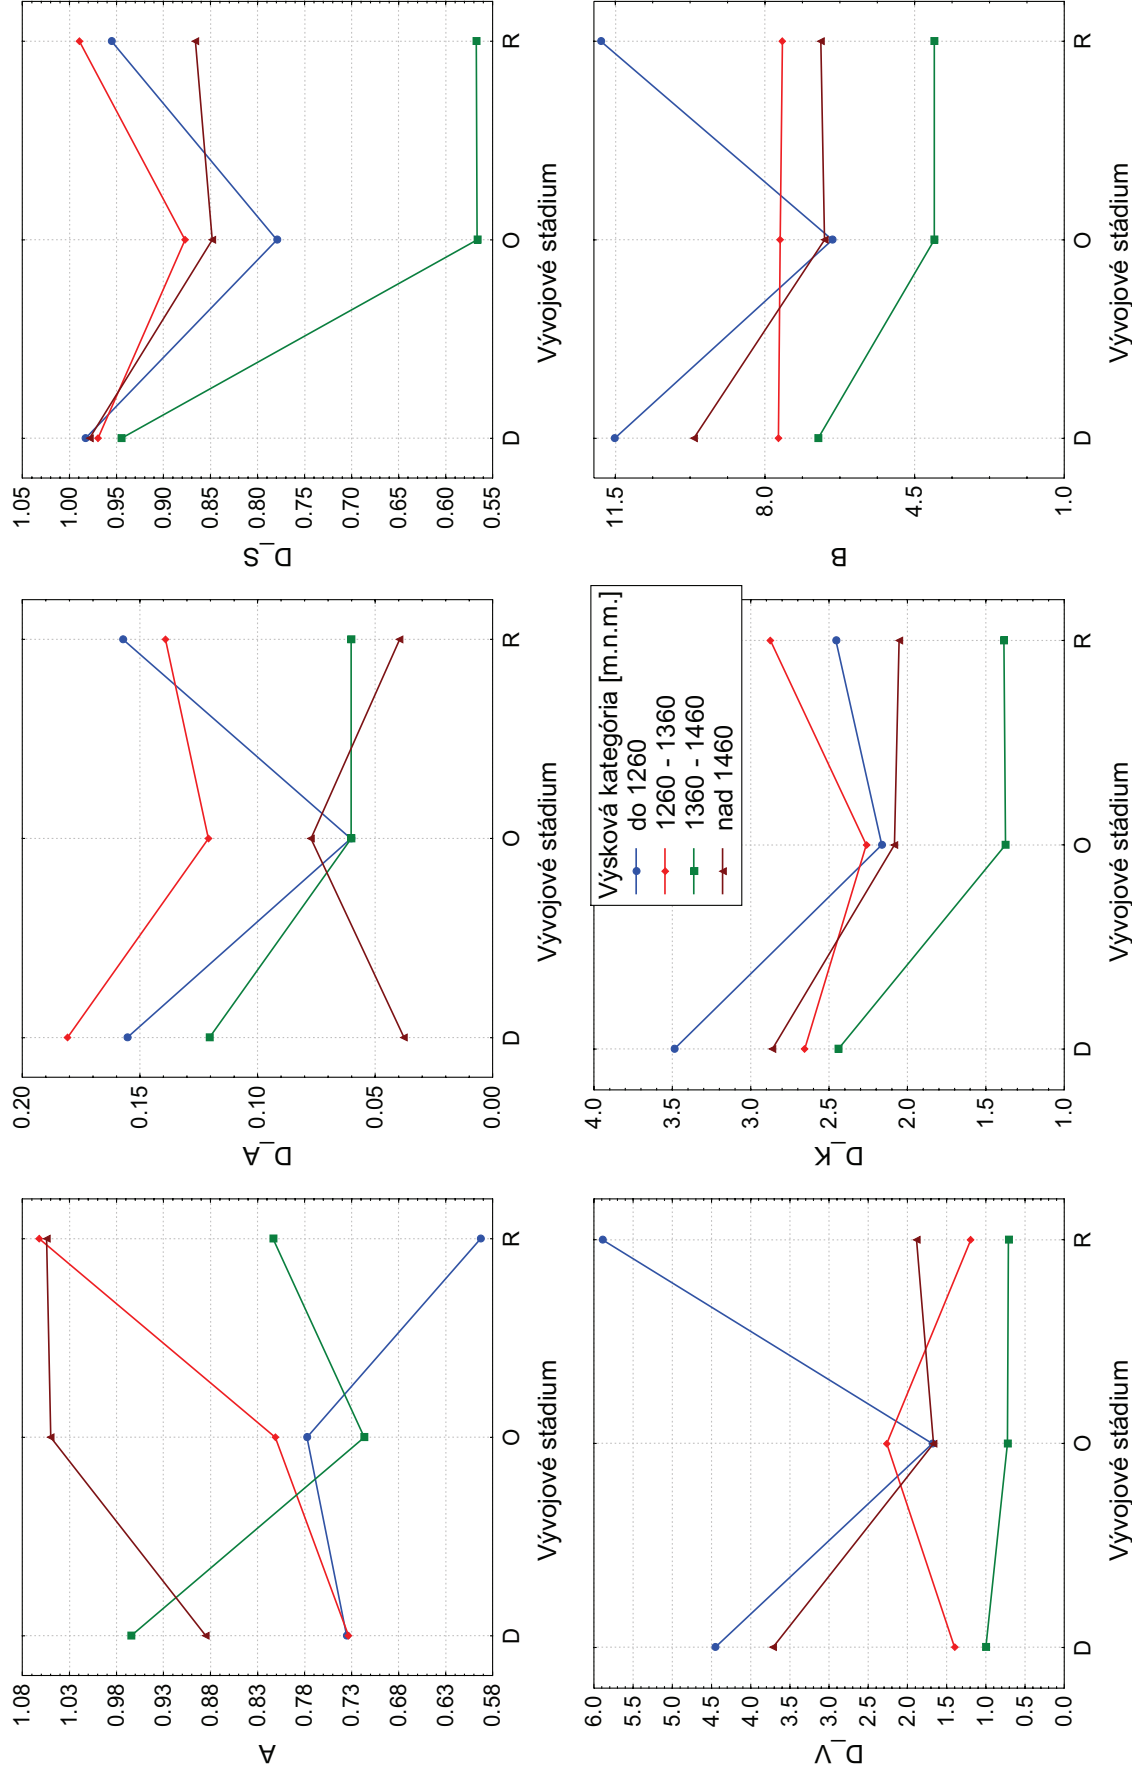 1.08
1.03
0.98
0.93
0.88
0.83
0.78
0.73
0.68
0.63
0.58
A
D
O
R
Vývojové stádium
0.20
0.15
0.10
0.05
0.00
D_A
D
O
R
Vývojové stádium
1.05
1.00
0.95
0.90
0.85
0.80
0.75
0.70
0.65
0.60
0.55
D_S
D
O
R
Vývojové stádium
6.0
5.5
5.0
4.5
4.0
3.5
3.0
2.5
2.0
1.5
1.0
0.5
0.0
D_V
D
O
R
Vývojové stádium
4.0
3.5
3.0
2.5
2.0
1.5
1.0
D_K
D
O
R
Vývojové stádium
Výsková kategória [m.n.m.]
do 1260
1260 - 1360
1360 - 1460
nad 1460
11.5
8.0
4.5
1.0
B
D
O
R
Vývojové stádium